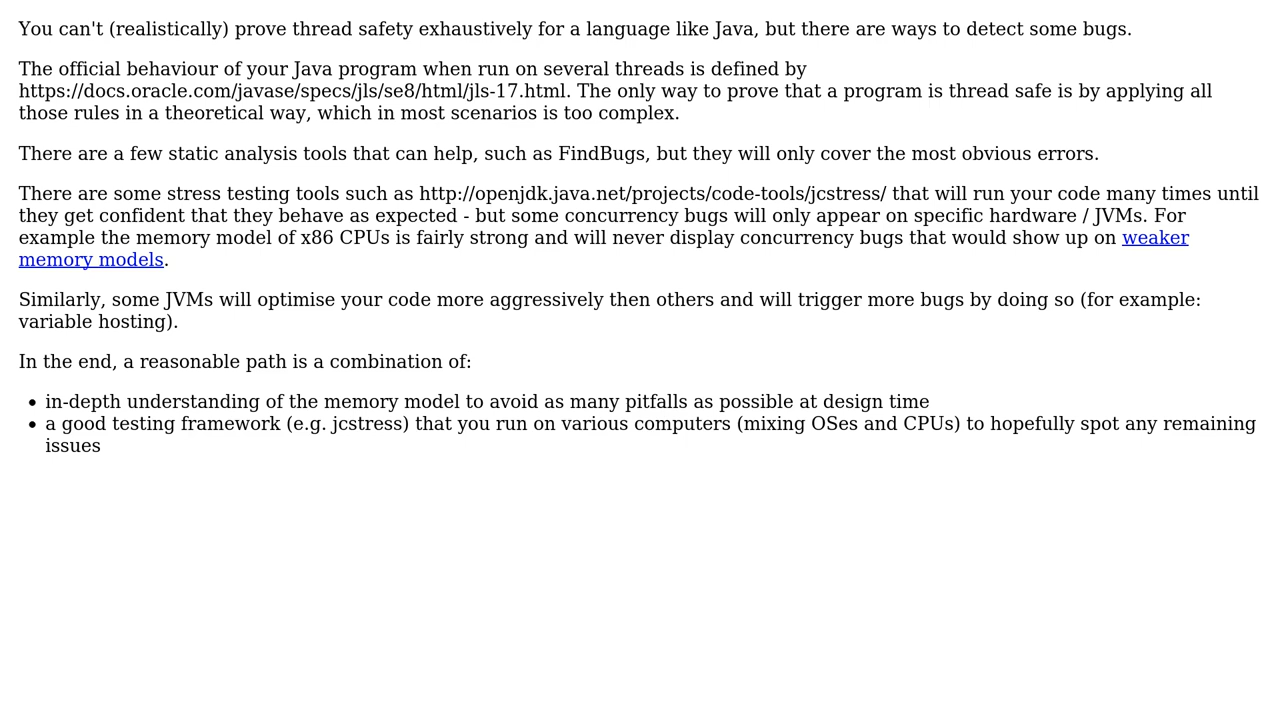 You can't (realistically) prove thread safety exhaustively for a language like Java, but there are ways to detect some bugs.
The official behaviour of your Java program when run on several threads is defined by
https://docs.oracle.com/javase/specs/jls/se8/html/jls-17.html. The only way to prove that a program is thread safe is by applying all
those rules in a theoretical way, which in most scenarios is too complex.
There are a few static analysis tools that can help, such as FindBugs, but they will only cover the most obvious errors.
There are some stress testing tools such as http://openjdk.java.net/projects/code-tools/jcstress/ that will run your code many times until
they get confident that they behave as expected - but some concurrency bugs will only appear on specific hardware / JVMs. For
example the memory model of x86 CPUs is fairly strong and will never display concurrency bugs that would show up on weaker
memory models.
Similarly, some JVMs will optimise your code more aggressively then others and will trigger more bugs by doing so (for example:
variable hosting).
In the end, a reasonable path is a combination of:
• in-depth understanding of the memory model to avoid as many pitfalls as possible at design time
• a good testing framework (e.g. jcstress) that you run on various computers (mixing OSes and CPUs) to hopefully spot any remaining
issues